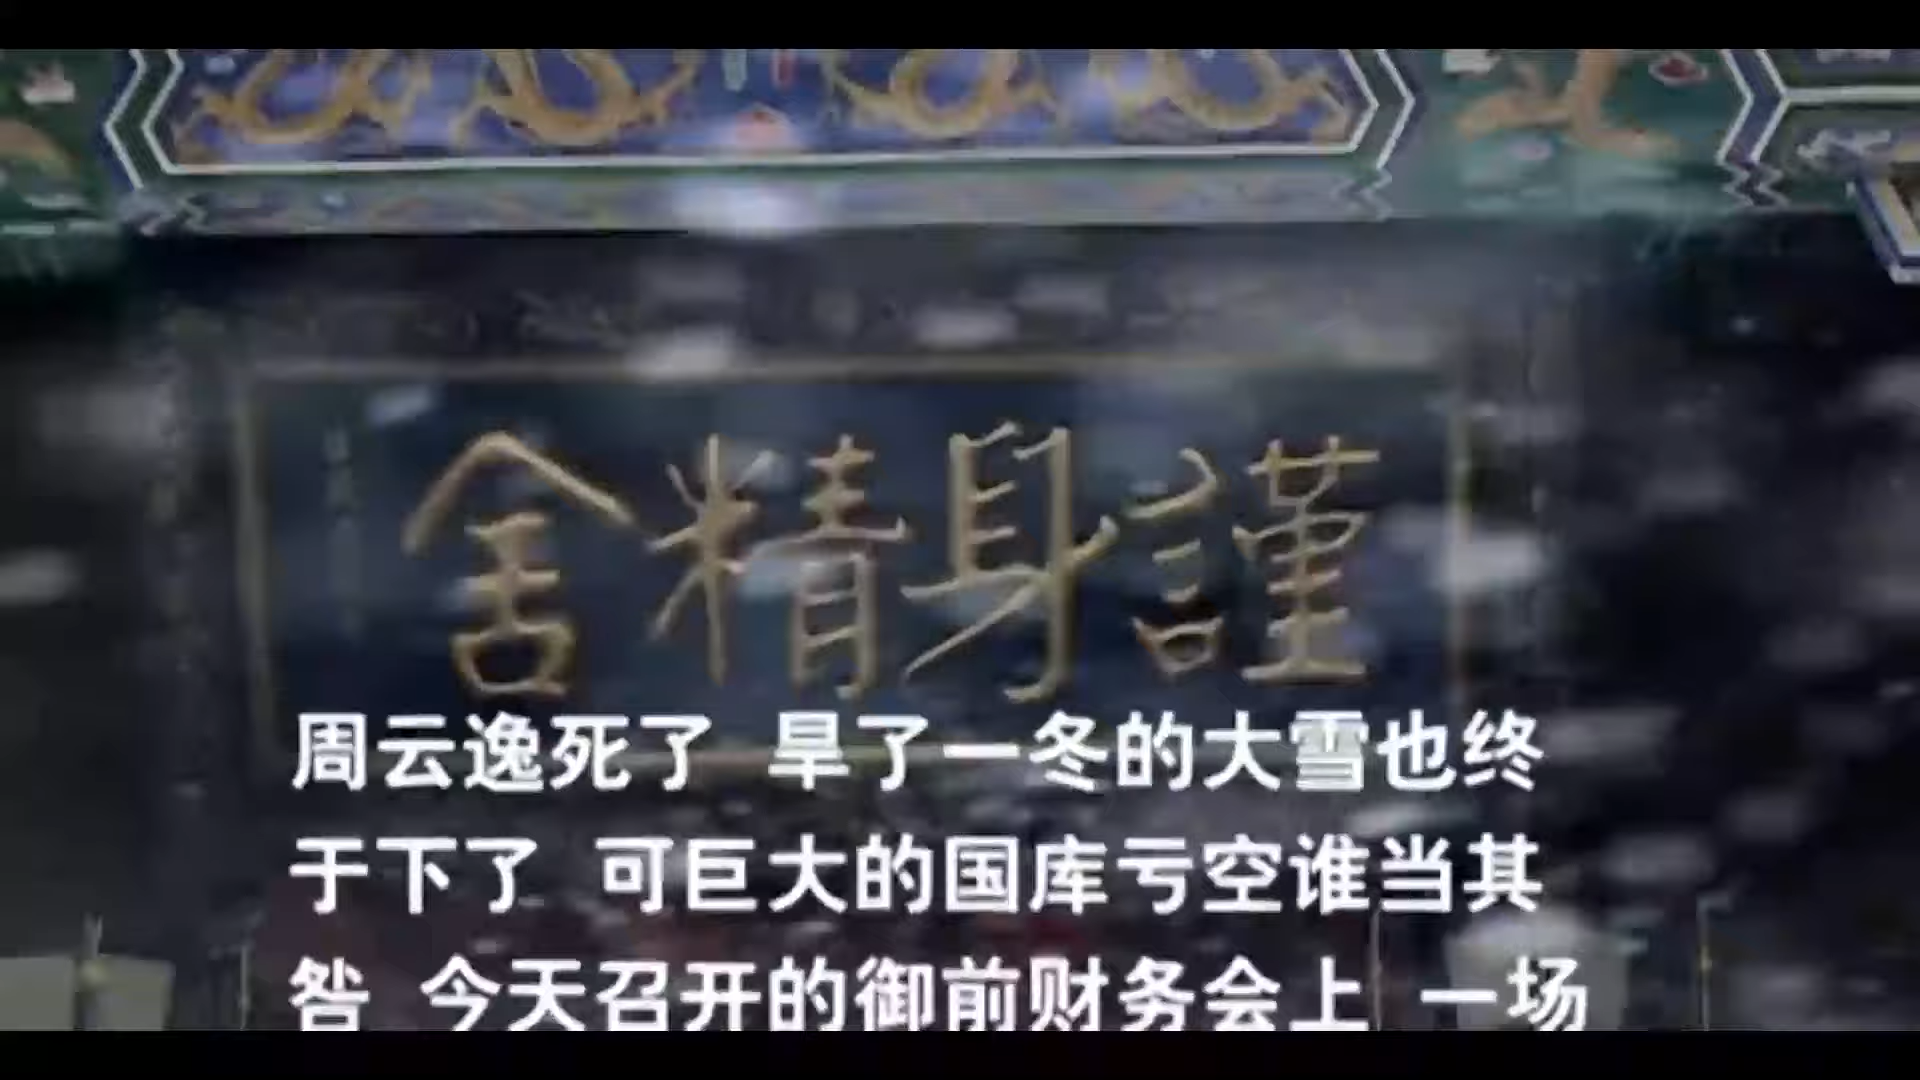 謹身精舍
周云逸死了 旱了一冬的大雪也终
于下了 可巨大的国库亏空谁当其
咎 今天召开的御前财务会上 一场